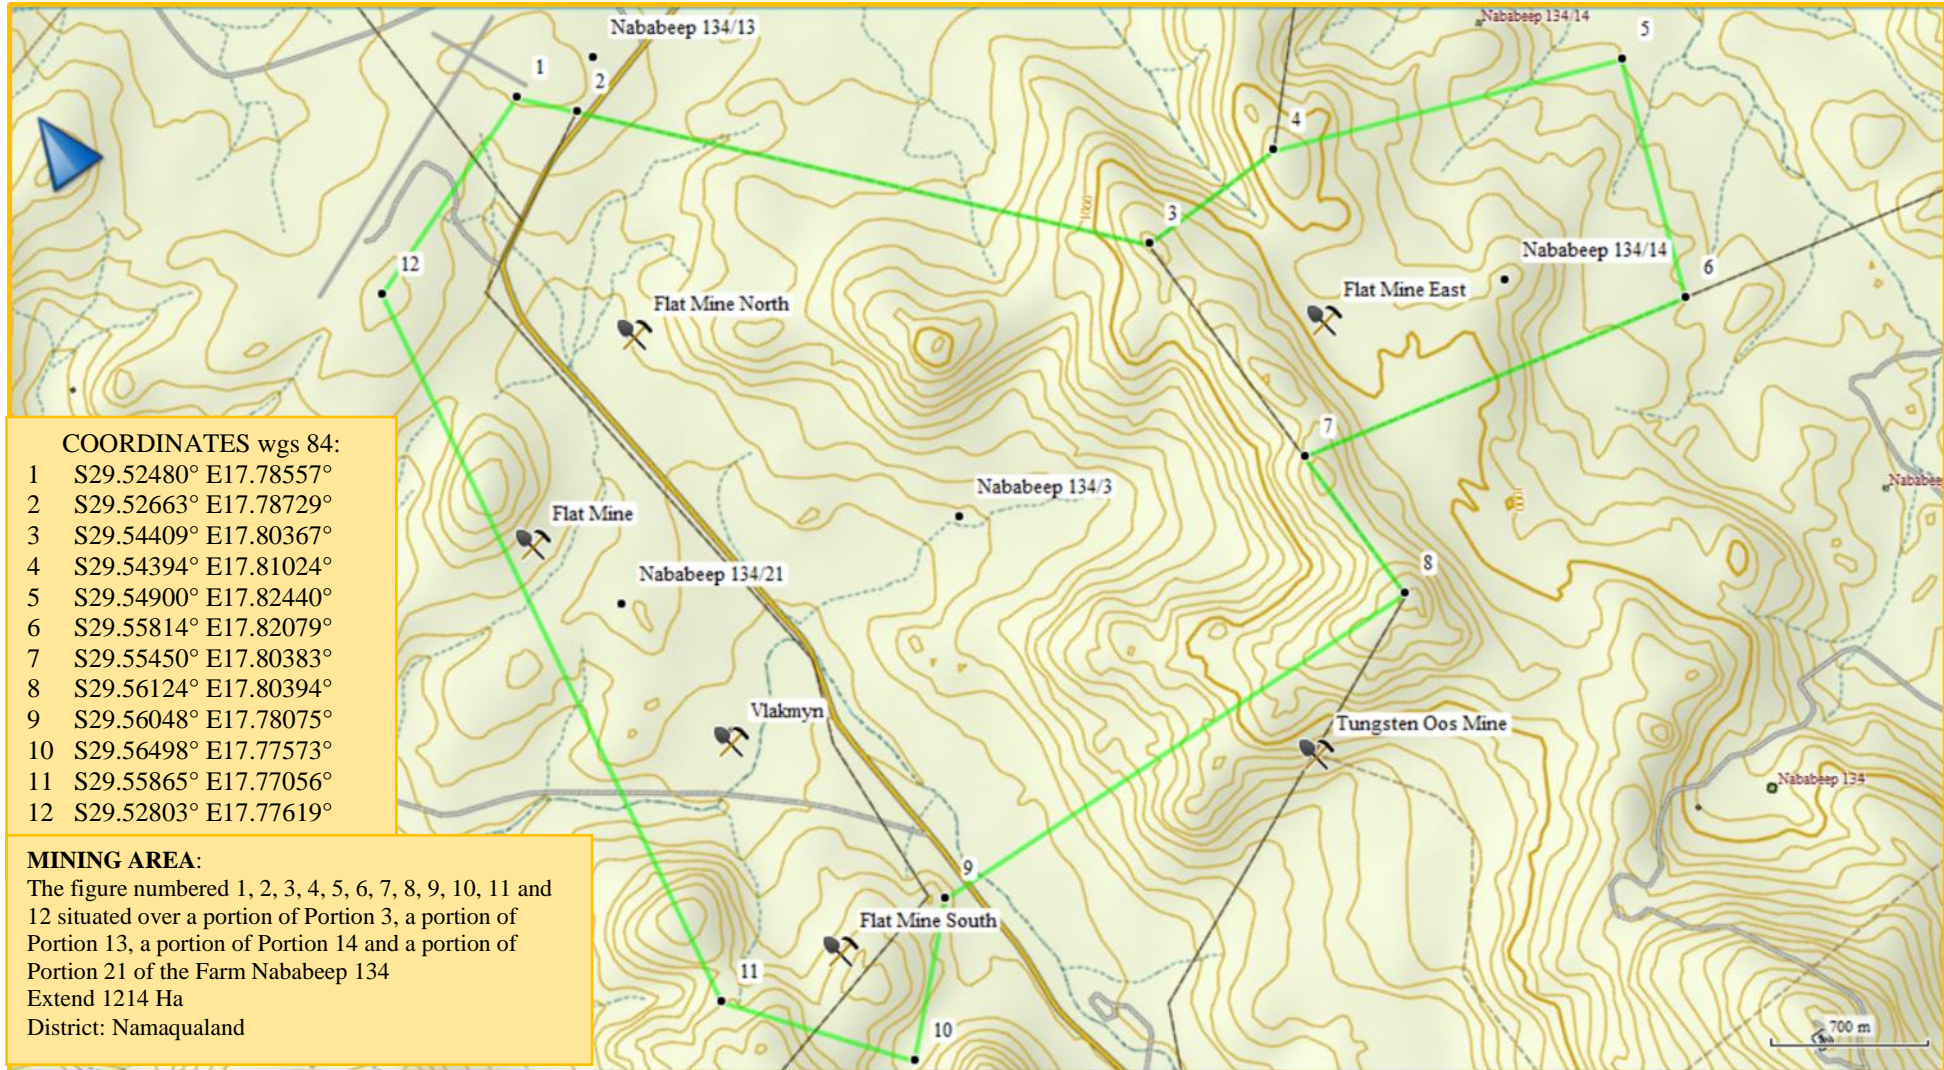 Nababeep 134/13
Nababeep 134/14
5
1
2
4
3
12
Nababeep 134/14
6
Flat Mine North
Flat Mine East
1000
7
Nababeep 134/3
Flat Mine
Nababeep 134/21
8
Vlakmyn
Tungsten Oos Mine
Nababeep 134
9
Flat Mine South
11
10
700 m
COORDINATES wgs 84:
1 S29.52480° E17.78557°
2 S29.52663° E17.78729°
3 S29.54409° E17.80367°
4 S29.54394° E17.81024°
5 S29.54900° E17.82440°
6 S29.55814° E17.82079°
7 S29.55450° E17.80383°
8 S29.56124° E17.80394°
9 S29.56048° E17.78075°
10 S29.56498° E17.77573°
11 S29.55865° E17.77056°
12 S29.52803° E17.77619°
MINING AREA:
The figure numbered 1, 2, 3, 4, 5, 6, 7, 8, 9, 10, 11 and
12 situated over a portion of Portion 3, a portion of
Portion 13, a portion of Portion 14 and a portion of
Portion 21 of the Farm Nababeep 134
Extend 1214 Ha
District: Namaqualand